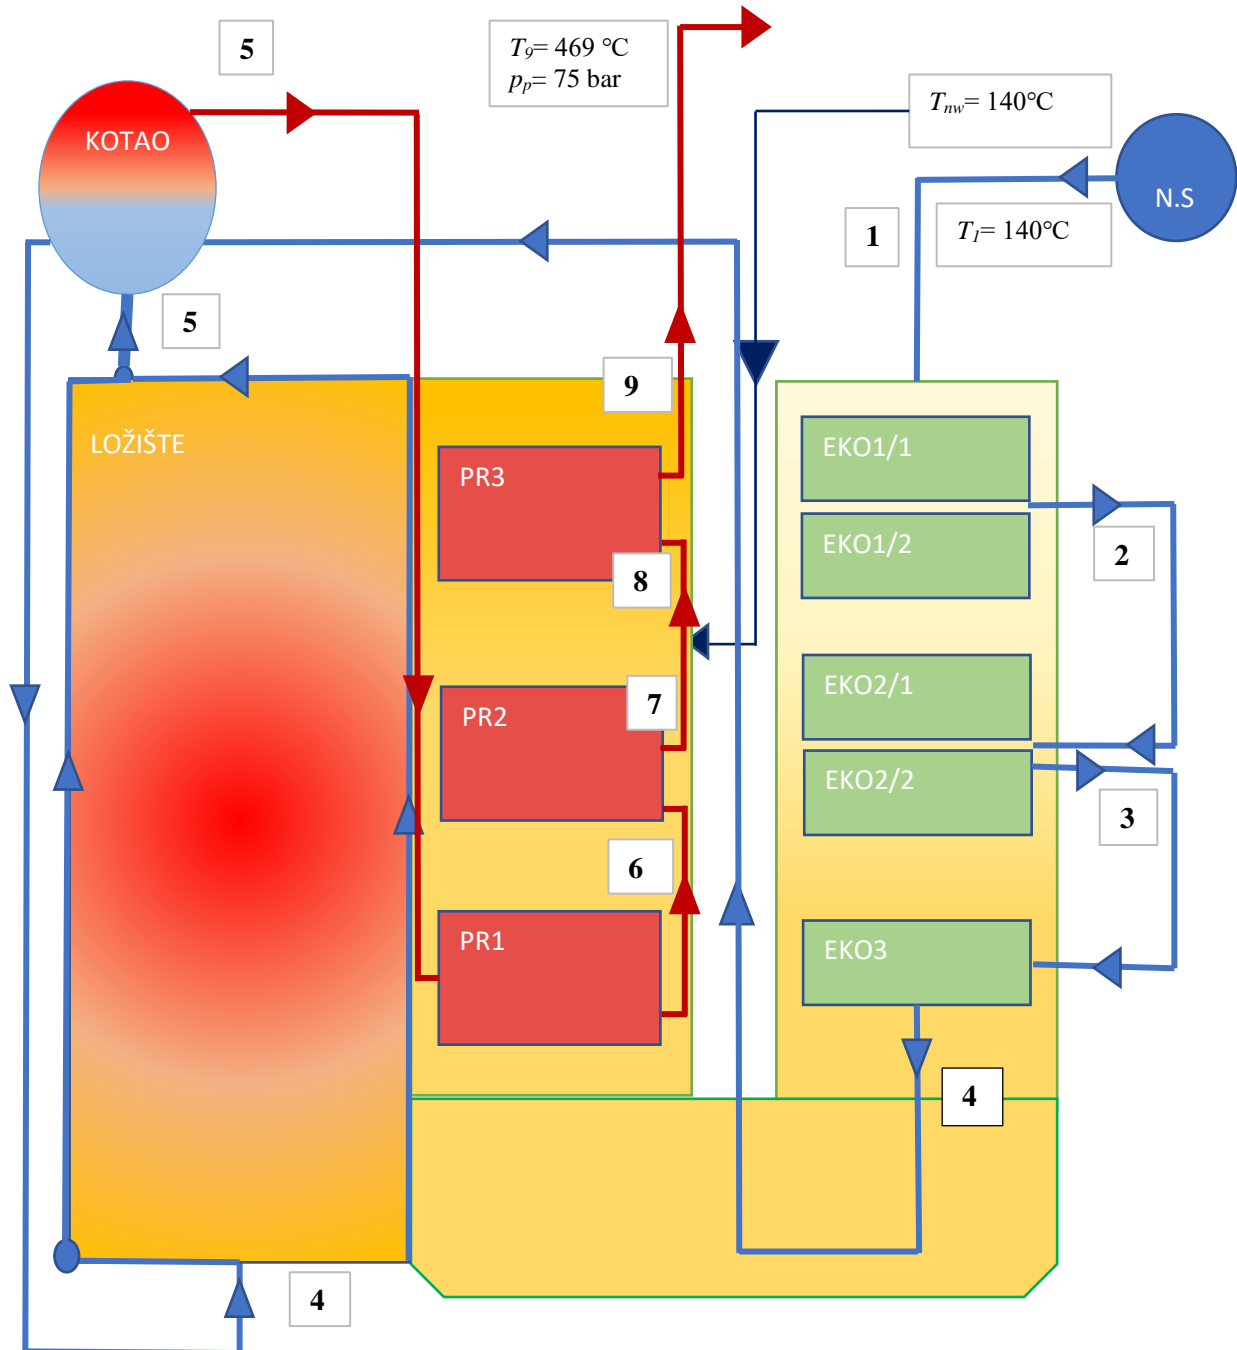 5
T9= 469 °C
pp= 75 bar
Tnw= 140°C
KOTAO
N.S
1
T1= 140°C
5
9
LOŽIŠTE
EKO1/1
PR3
EKO1/2
2
8
EKO2/1
7
PR2
EKO2/2
3
6
PR1
EKO3
4
4